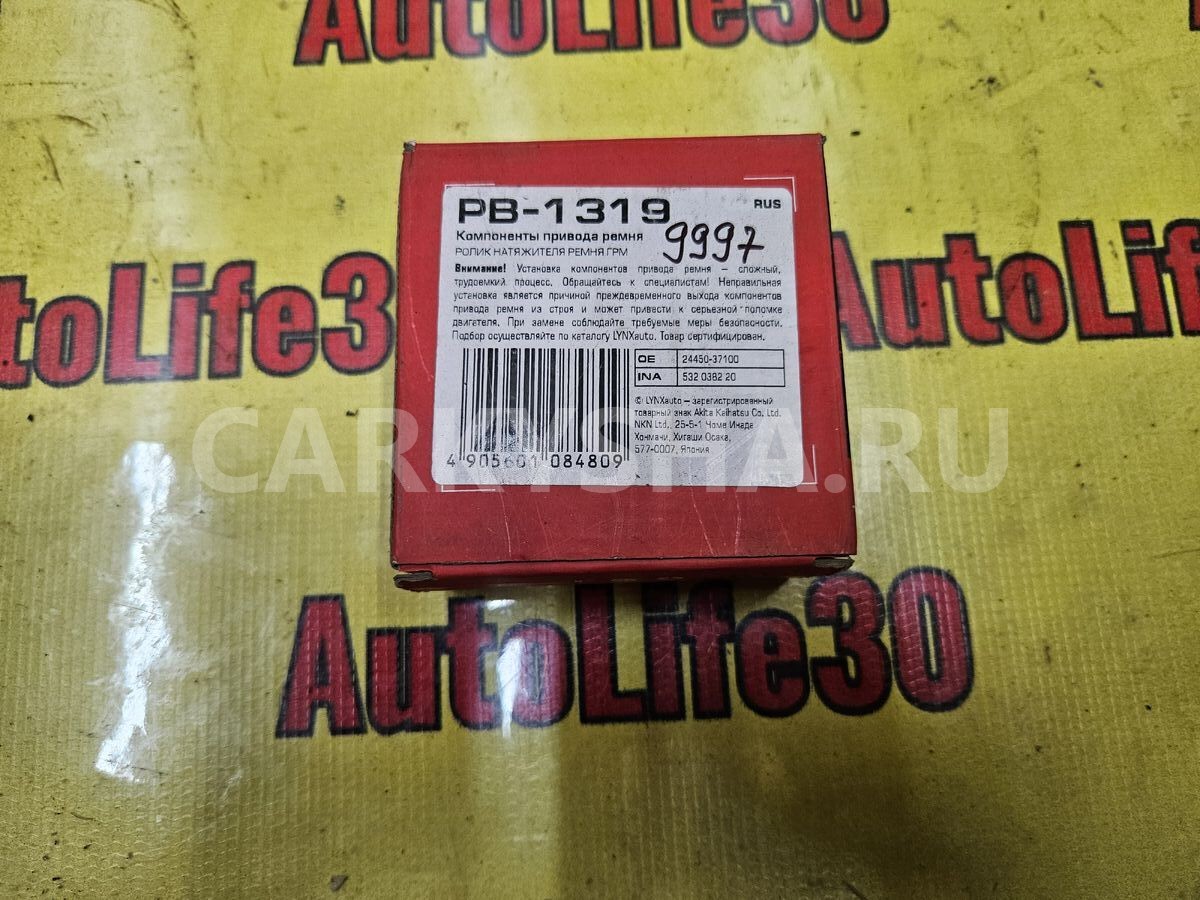 AutoLife30
PB-1319
RUS
9997
Компоненты привода ремня
РОЛИК НАТЯЖИТЕЛЯ РЕМНЯ ГРМ
Внимание! Установка компонентов привода ремня – сложный,
трудоемкий процесс. Обращайтесь к специалистам! Неправильная
установка является причиной преждевременного выхода компонентов
привода ремня из строя и может привести к серьезной поломке
двигателя. При замене соблюдайте требуемые меры безопасности.
Подбор осуществляйте по каталогу LYNXauto. Товар сертифицирован.
OE 24450-37100
INA 532 0382 20
© LYNXauto – зарегистрированный
товарный знак Akita Kaihatsu Co. Ltd.
NKN Ltd., 25-5-1 Чоме Инада
Хонмачи, Хигаши Осака,
577-0007, Япония
4 905601 084809
toLife3
AutoLif
CARKYSHA.RU
AutoLife30